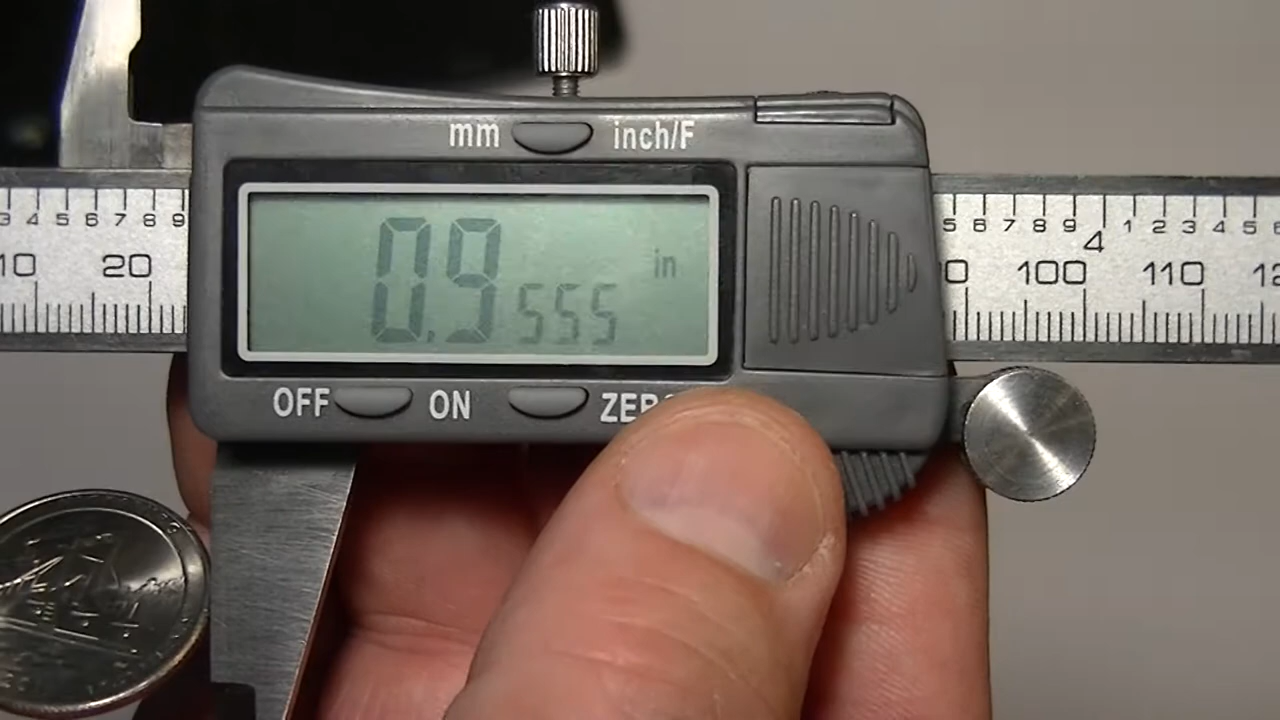 mm inch/F
3 4 5 6 7 8 9
10 20
0.9555 in
5 6 7 8 9 4 1 2 3 4 5
100 110
OFF ON